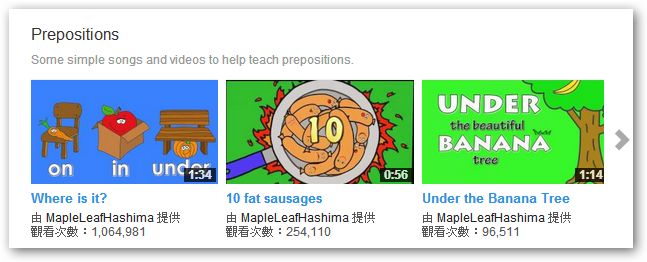 Prepositions
Some simple songs and videos to help teach prepositions.
on in under
1:34
10
0:56
UNDER
the beautiful
BANANA
tree
1:14
Where is it?
由 MapleLeafHashima 提供
觀看次數：1,064,981
10 fat sausages
由 MapleLeafHashima 提供
觀看次數：254,110
Under the Banana Tree
由 MapleLeafHashima 提供
觀看次數：96,511